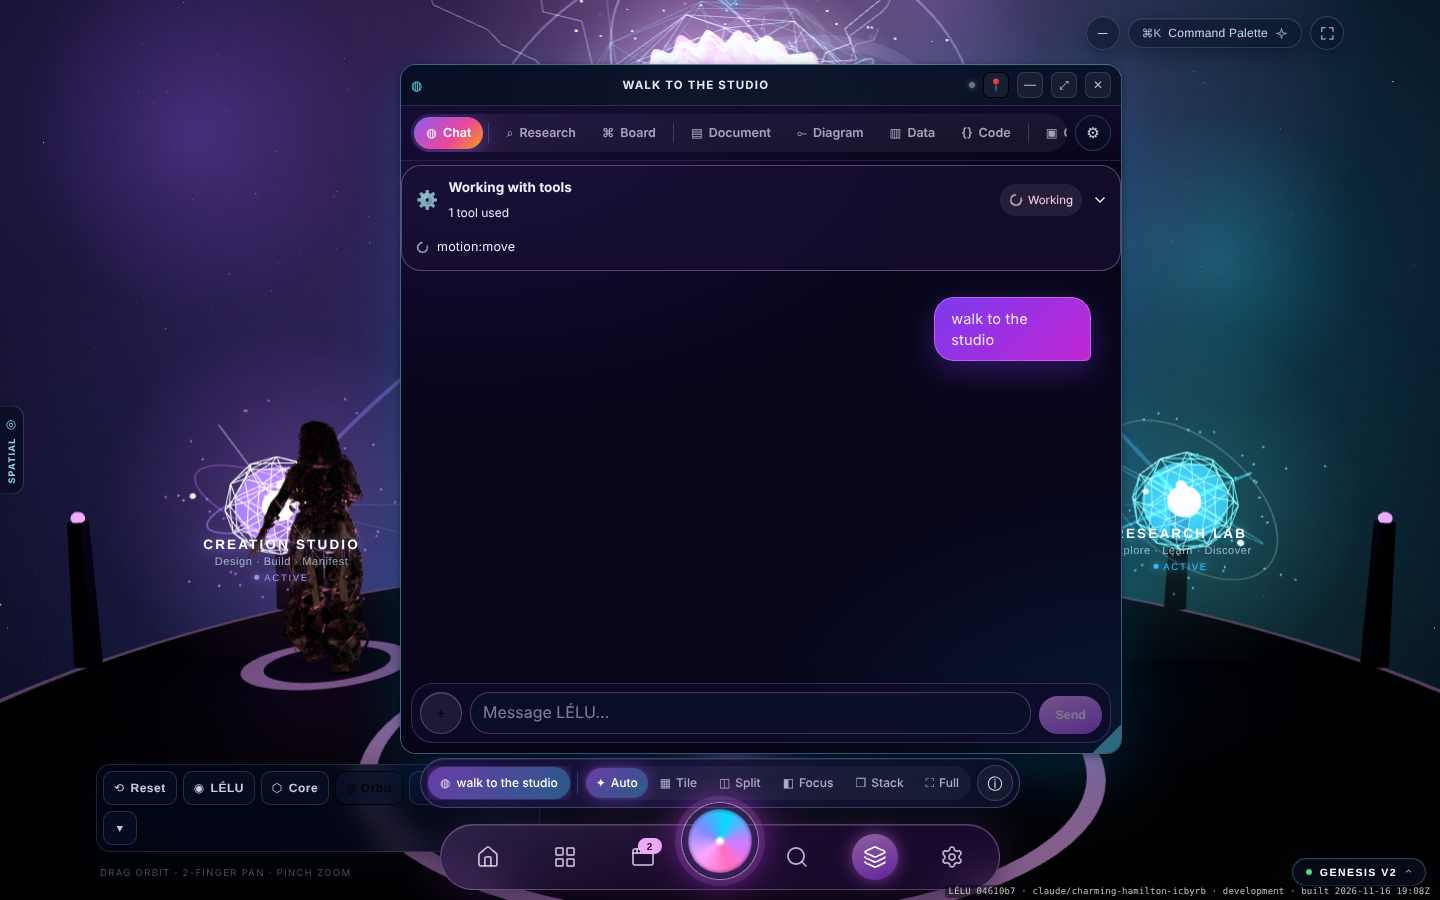 ⌘K Command Palette
WALK TO THE STUDIO
Chat
Research
⌘ Board
Document
Diagram
Data
{} Code
Working with tools
1 tool used
Working
motion:move
walk to the
studio
SPATIAL
CREATION STUDIO
Design · Build · Manifest
ACTIVE
ESEARCH LAB
plore · Learn · Discover
ACTIVE
+
Message LÉLU...
Send
Reset
LÉLU
Core
Orbit
walk to the studio
Auto
Tile
Split
Focus
Stack
Full
2
DRAG ORBIT · 2-FINGER PAN · PINCH ZOOM
GENESIS V2
LÉLU 04610b7 · claude/charming-hamilton-icbyrb · development · built 2026-11-16 19:08Z